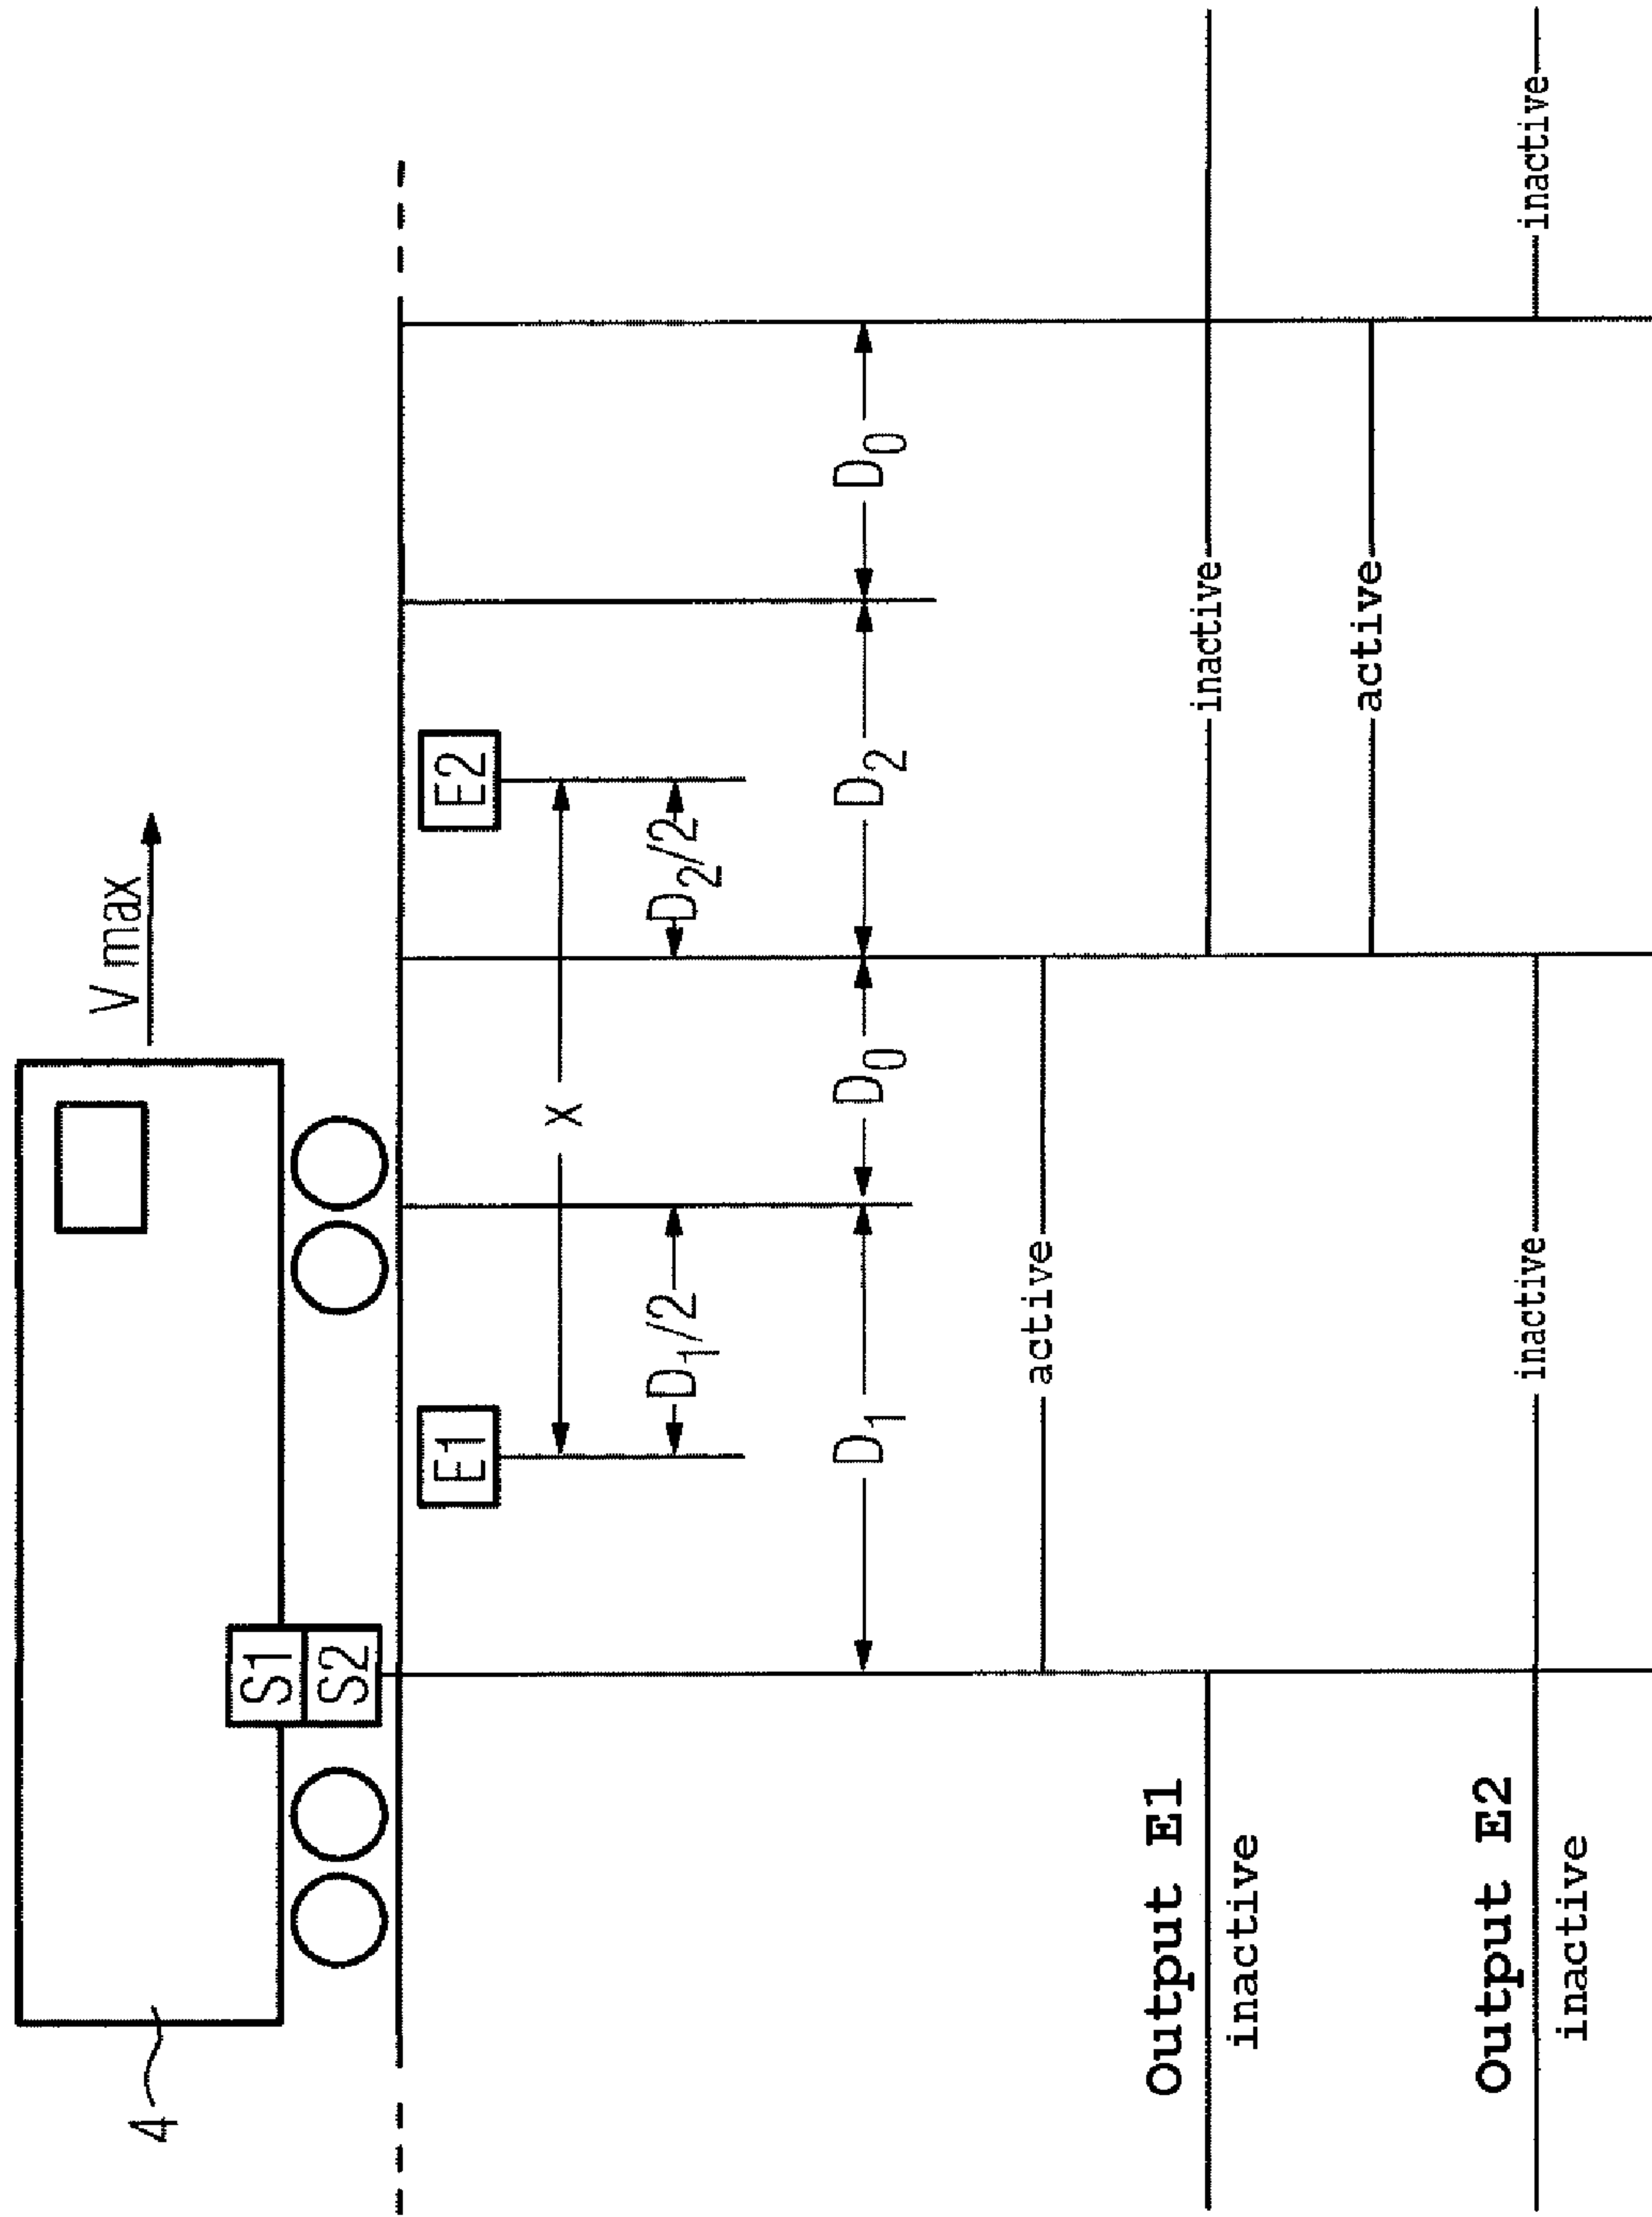 4
V max
S1
S2
E1
E2
x
D1/2
D2/2
D1
D0
D2
D0
active
Output E1
inactive
inactive
active
Output E2
inactive
inactive
inactive